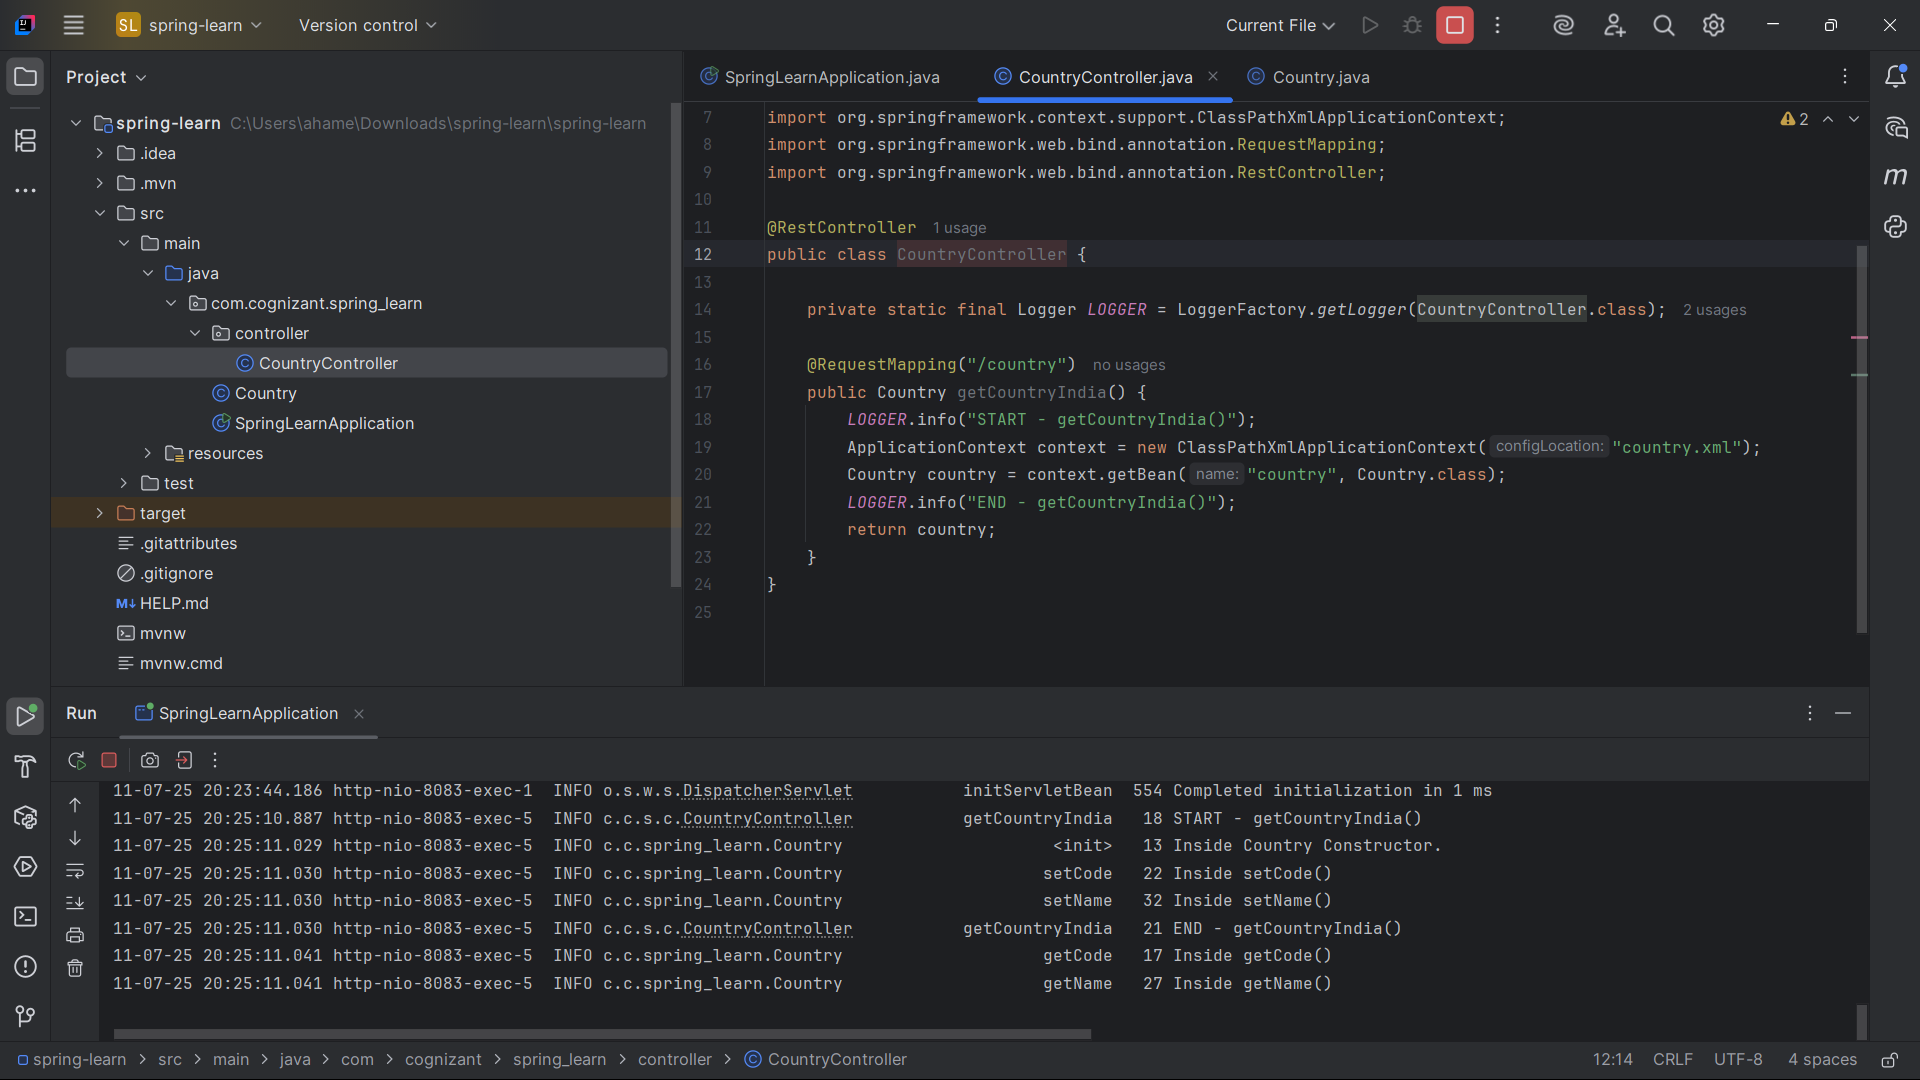 SL spring-learn Version control Current File
Project
spring-learn C:\Users\ahame\Downloads\spring-learn\spring-learn
.idea
.mvn
src
main
java
com.cognizant.spring_learn
controller
CountryController
Country
SpringLearnApplication
resources
test
target
.gitattributes
.gitignore
M↓ HELP.md
mvnw
mvnw.cmd
SpringLearnApplication.java CountryController.java Country.java
2
7 import org.springframework.context.support.ClassPathXmlApplicationContext;
8 import org.springframework.web.bind.annotation.RequestMapping;
9 import org.springframework.web.bind.annotation.RestController;
10
11 @RestController 1 usage
12 public class CountryController {
13
14 private static final Logger LOGGER = LoggerFactory.getLogger(CountryController.class); 2 usages
15
16 @RequestMapping("/country") no usages
17 public Country getCountryIndia() {
18 LOGGER.info("START - getCountryIndia()");
19 ApplicationContext context = new ClassPathXmlApplicationContext( configLocation: "country.xml");
20 Country country = context.getBean( name: "country", Country.class);
21 LOGGER.info("END - getCountryIndia()");
22 return country;
23 }
24 }
25
m
Run SpringLearnApplication
11-07-25 20:23:44.186 http-nio-8083-exec-1 INFO o.s.w.s.DispatcherServlet initServletBean 554 Completed initialization in 1 ms
11-07-25 20:25:10.887 http-nio-8083-exec-5 INFO c.c.s.c.CountryController getCountryIndia 18 START - getCountryIndia()
11-07-25 20:25:11.029 http-nio-8083-exec-5 INFO c.c.spring_learn.Country <init> 13 Inside Country Constructor.
11-07-25 20:25:11.030 http-nio-8083-exec-5 INFO c.c.spring_learn.Country setCode 22 Inside setCode()
11-07-25 20:25:11.030 http-nio-8083-exec-5 INFO c.c.spring_learn.Country setName 32 Inside setName()
11-07-25 20:25:11.030 http-nio-8083-exec-5 INFO c.c.s.c.CountryController getCountryIndia 21 END - getCountryIndia()
11-07-25 20:25:11.041 http-nio-8083-exec-5 INFO c.c.spring_learn.Country getCode 17 Inside getCode()
11-07-25 20:25:11.041 http-nio-8083-exec-5 INFO c.c.spring_learn.Country getName 27 Inside getName()
spring-learn > src > main > java > com > cognizant > spring_learn > controller > CountryController 12:14 CRLF UTF-8 4 spaces